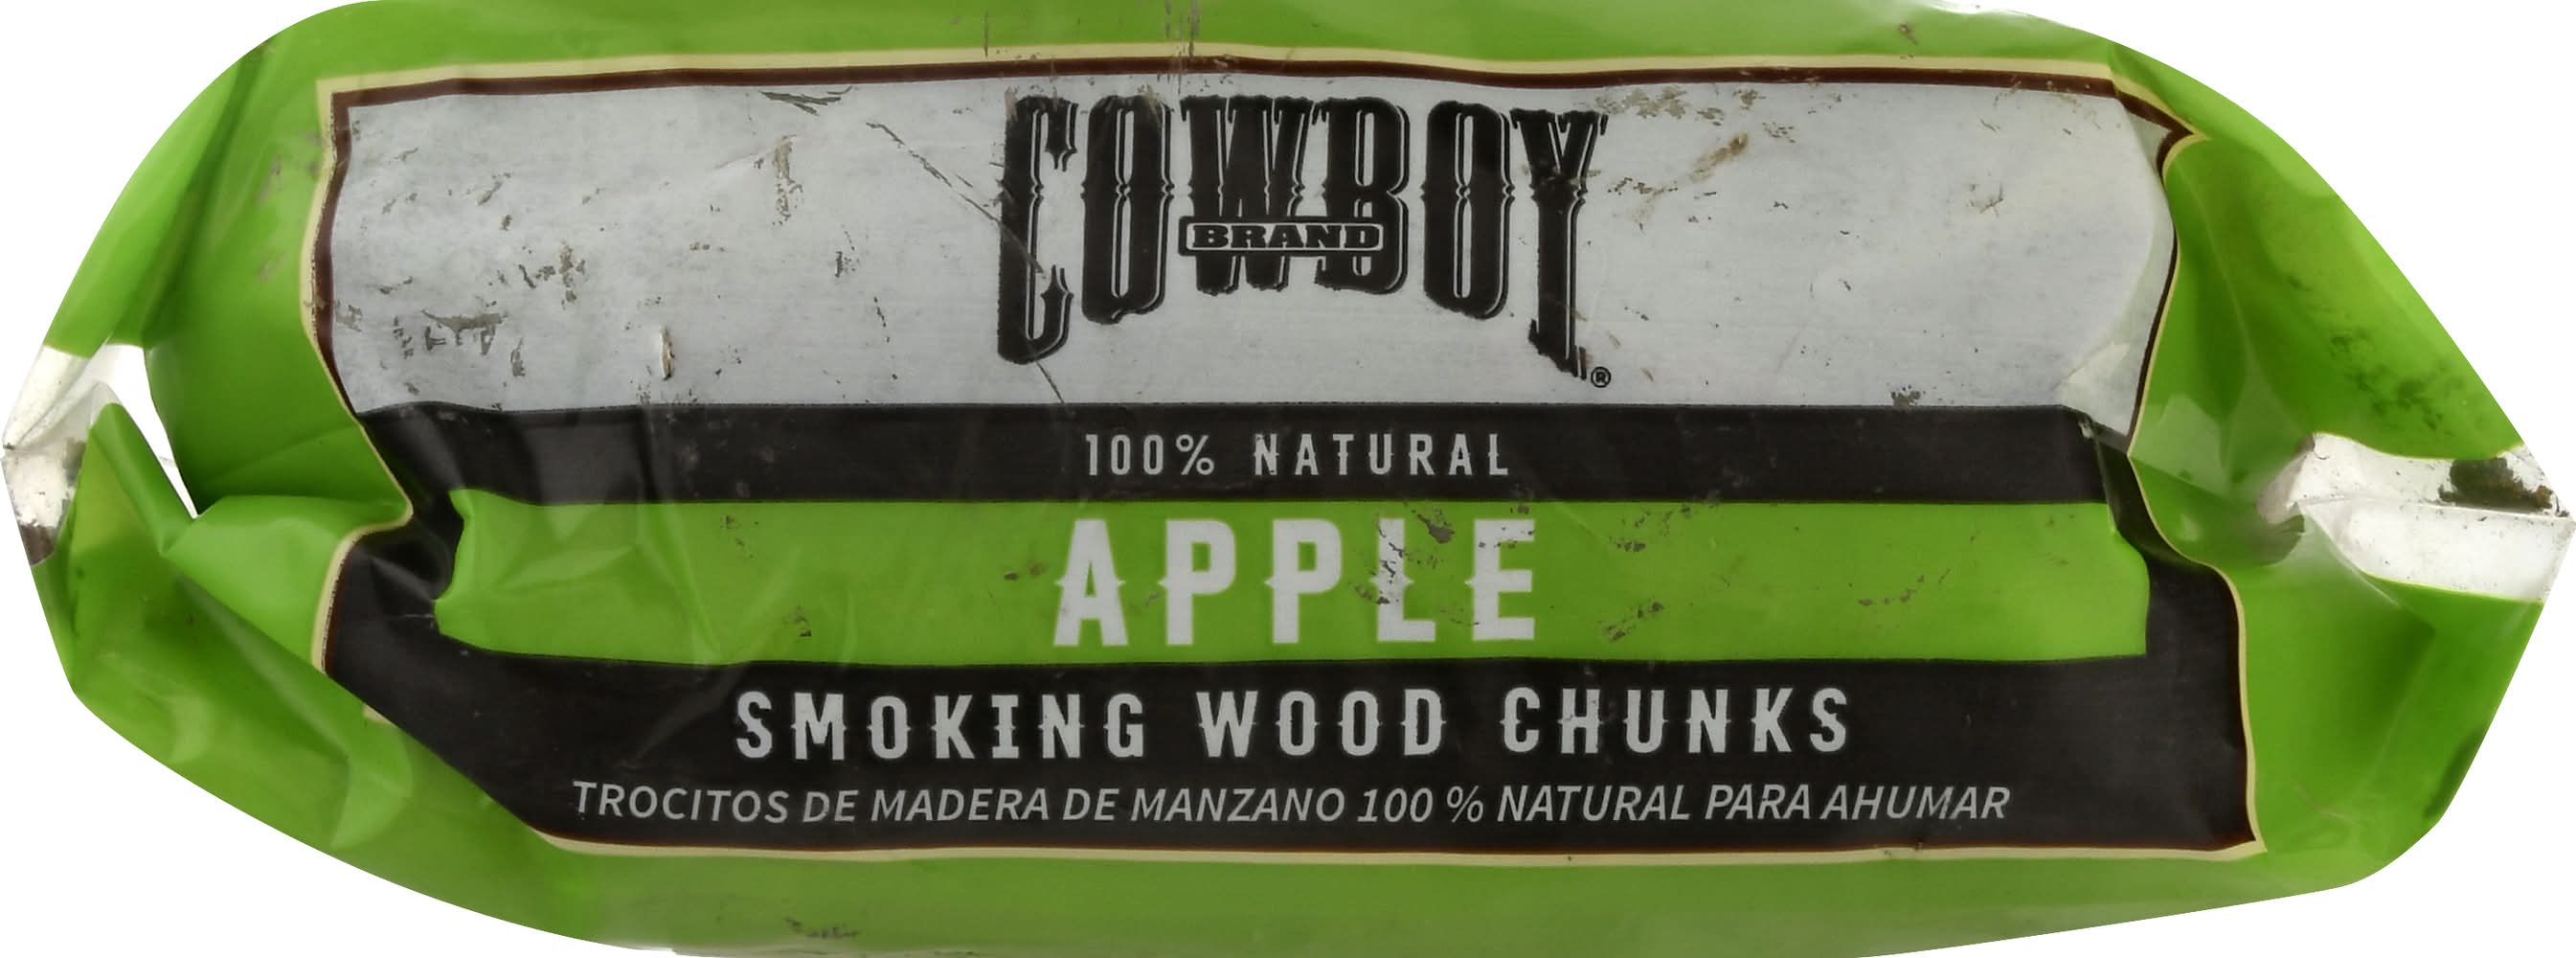 COWBOY
BRAND
®
100% NATURAL
APPLE
SMOKING WOOD CHUNKS
TROCITOS DE MADERA DE MANZANO 100 % NATURAL PARA AHUMAR